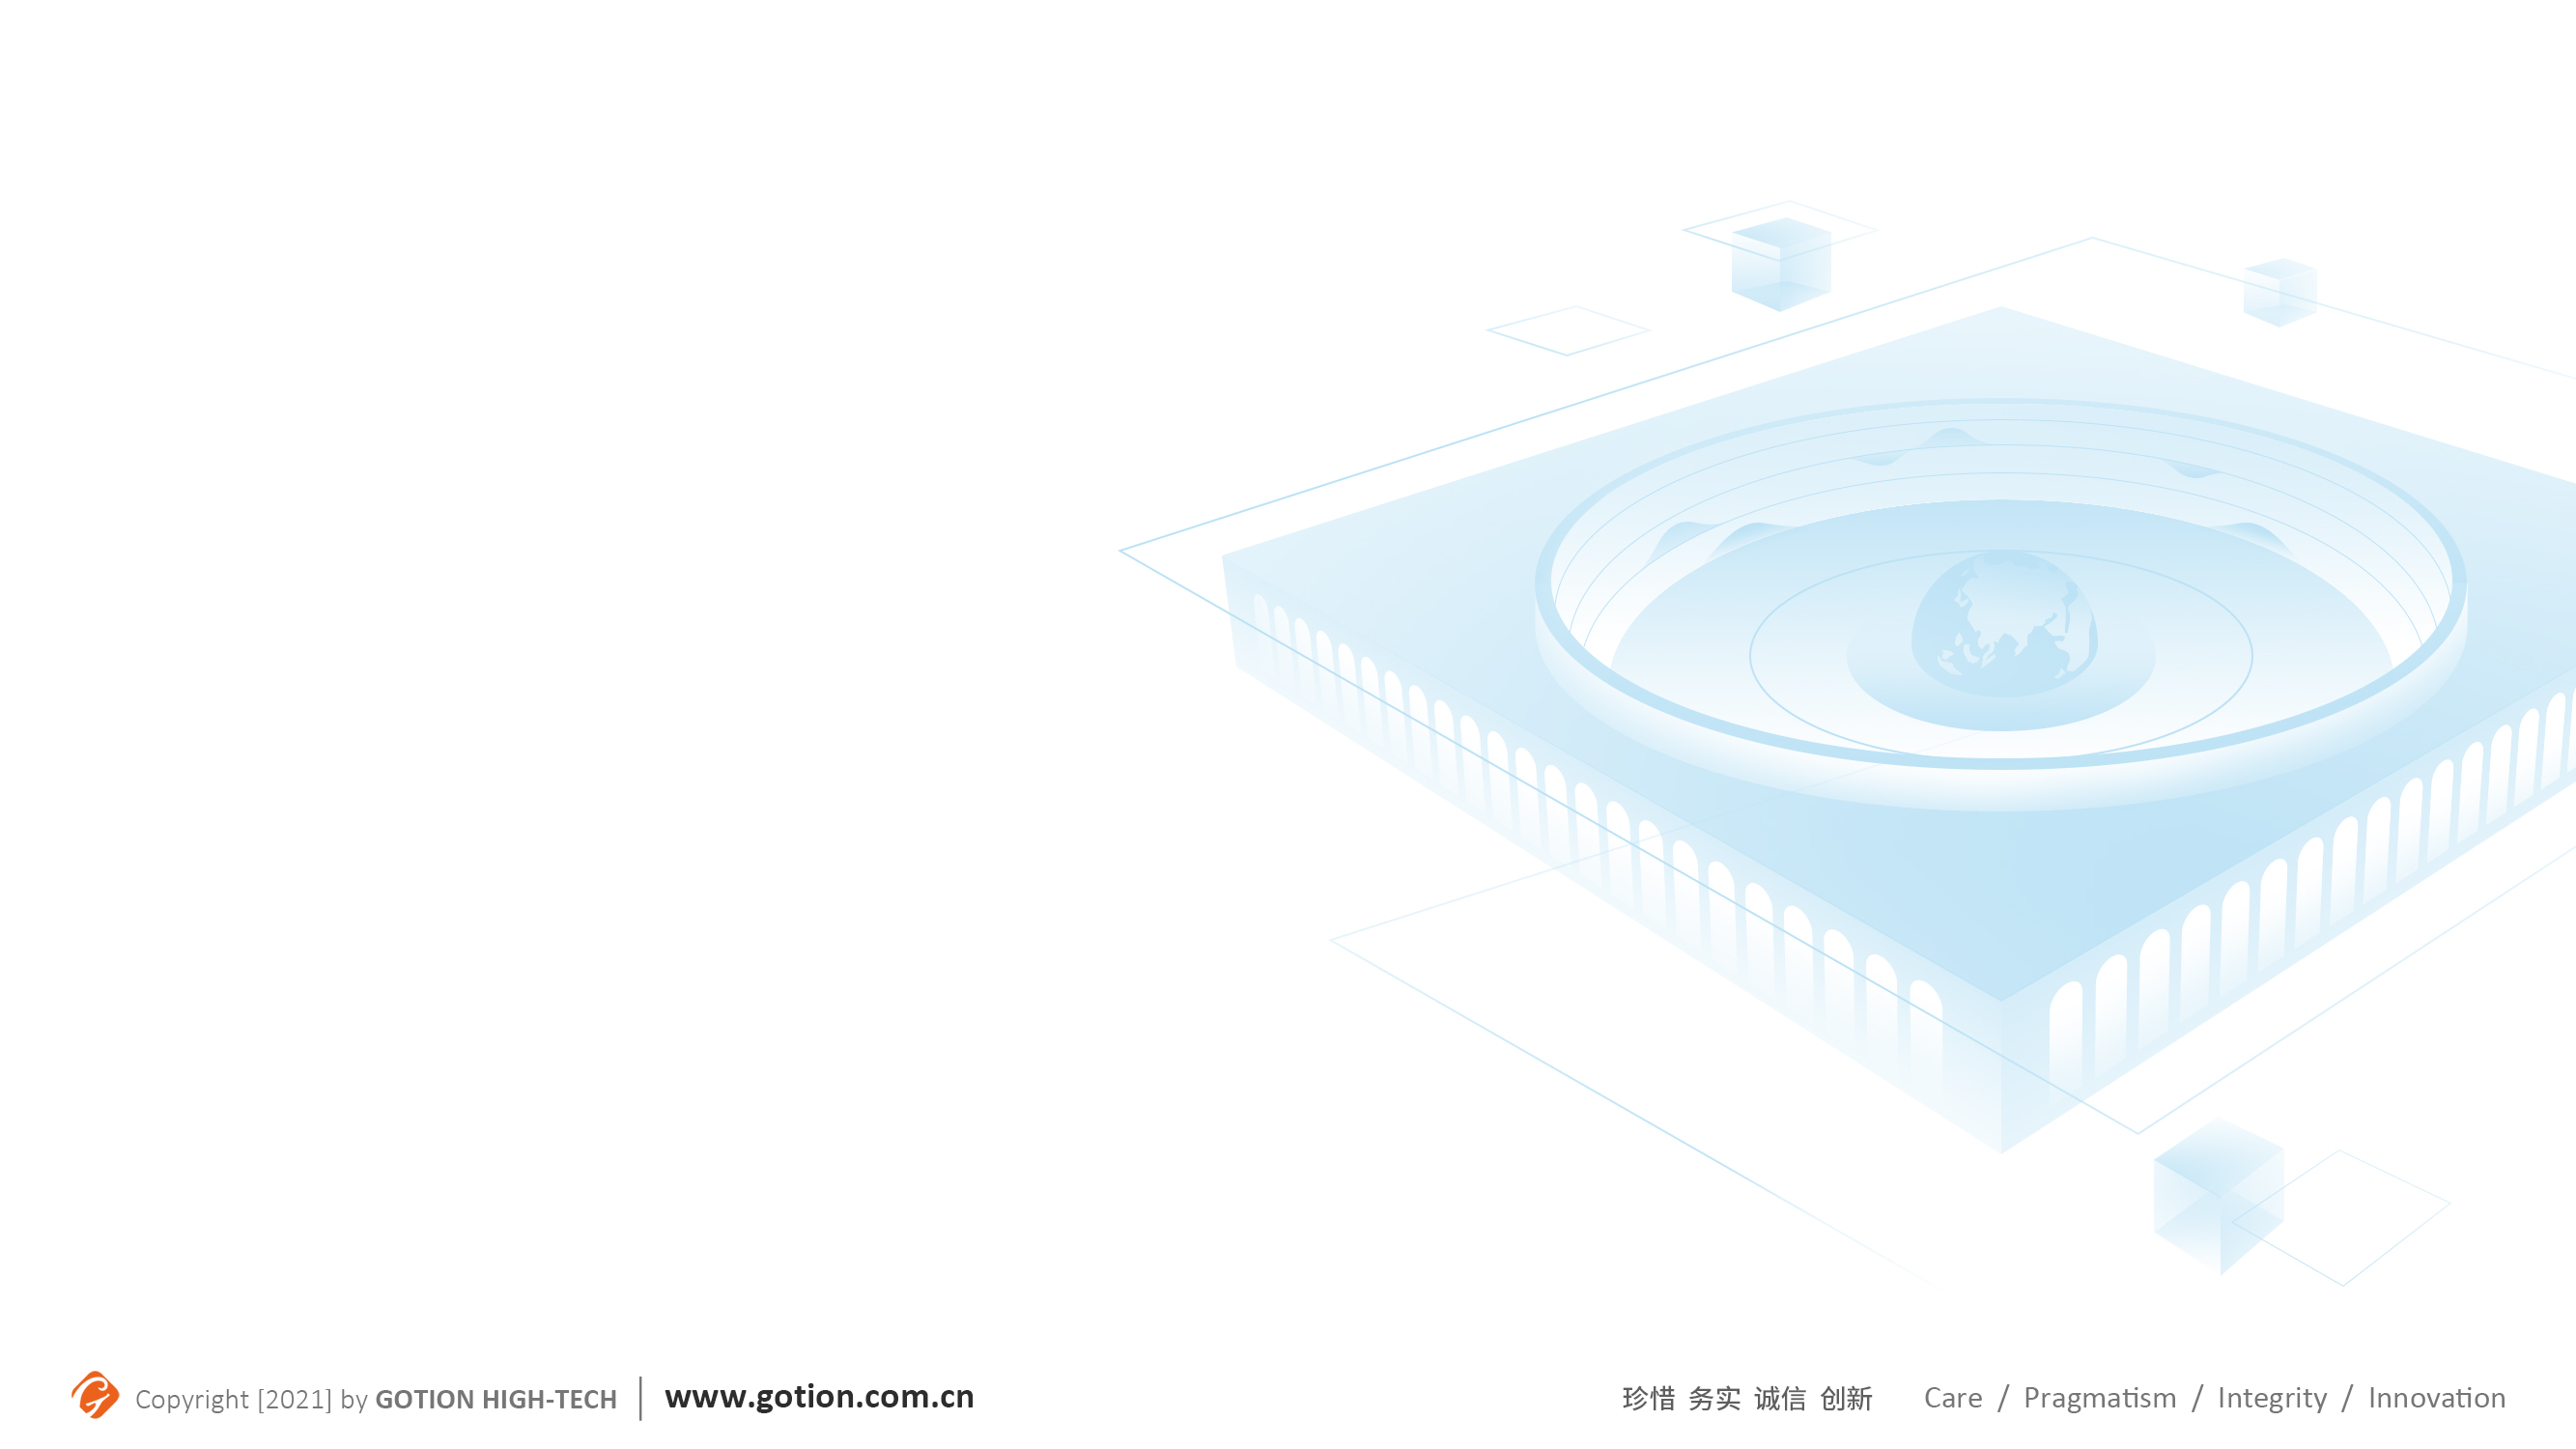 Copyright [2021] by GOTION HIGH-TECH | www.gotion.com.cn 珍惜 务实 诚信 创新 Care / Pragmatism / Integrity / Innovation